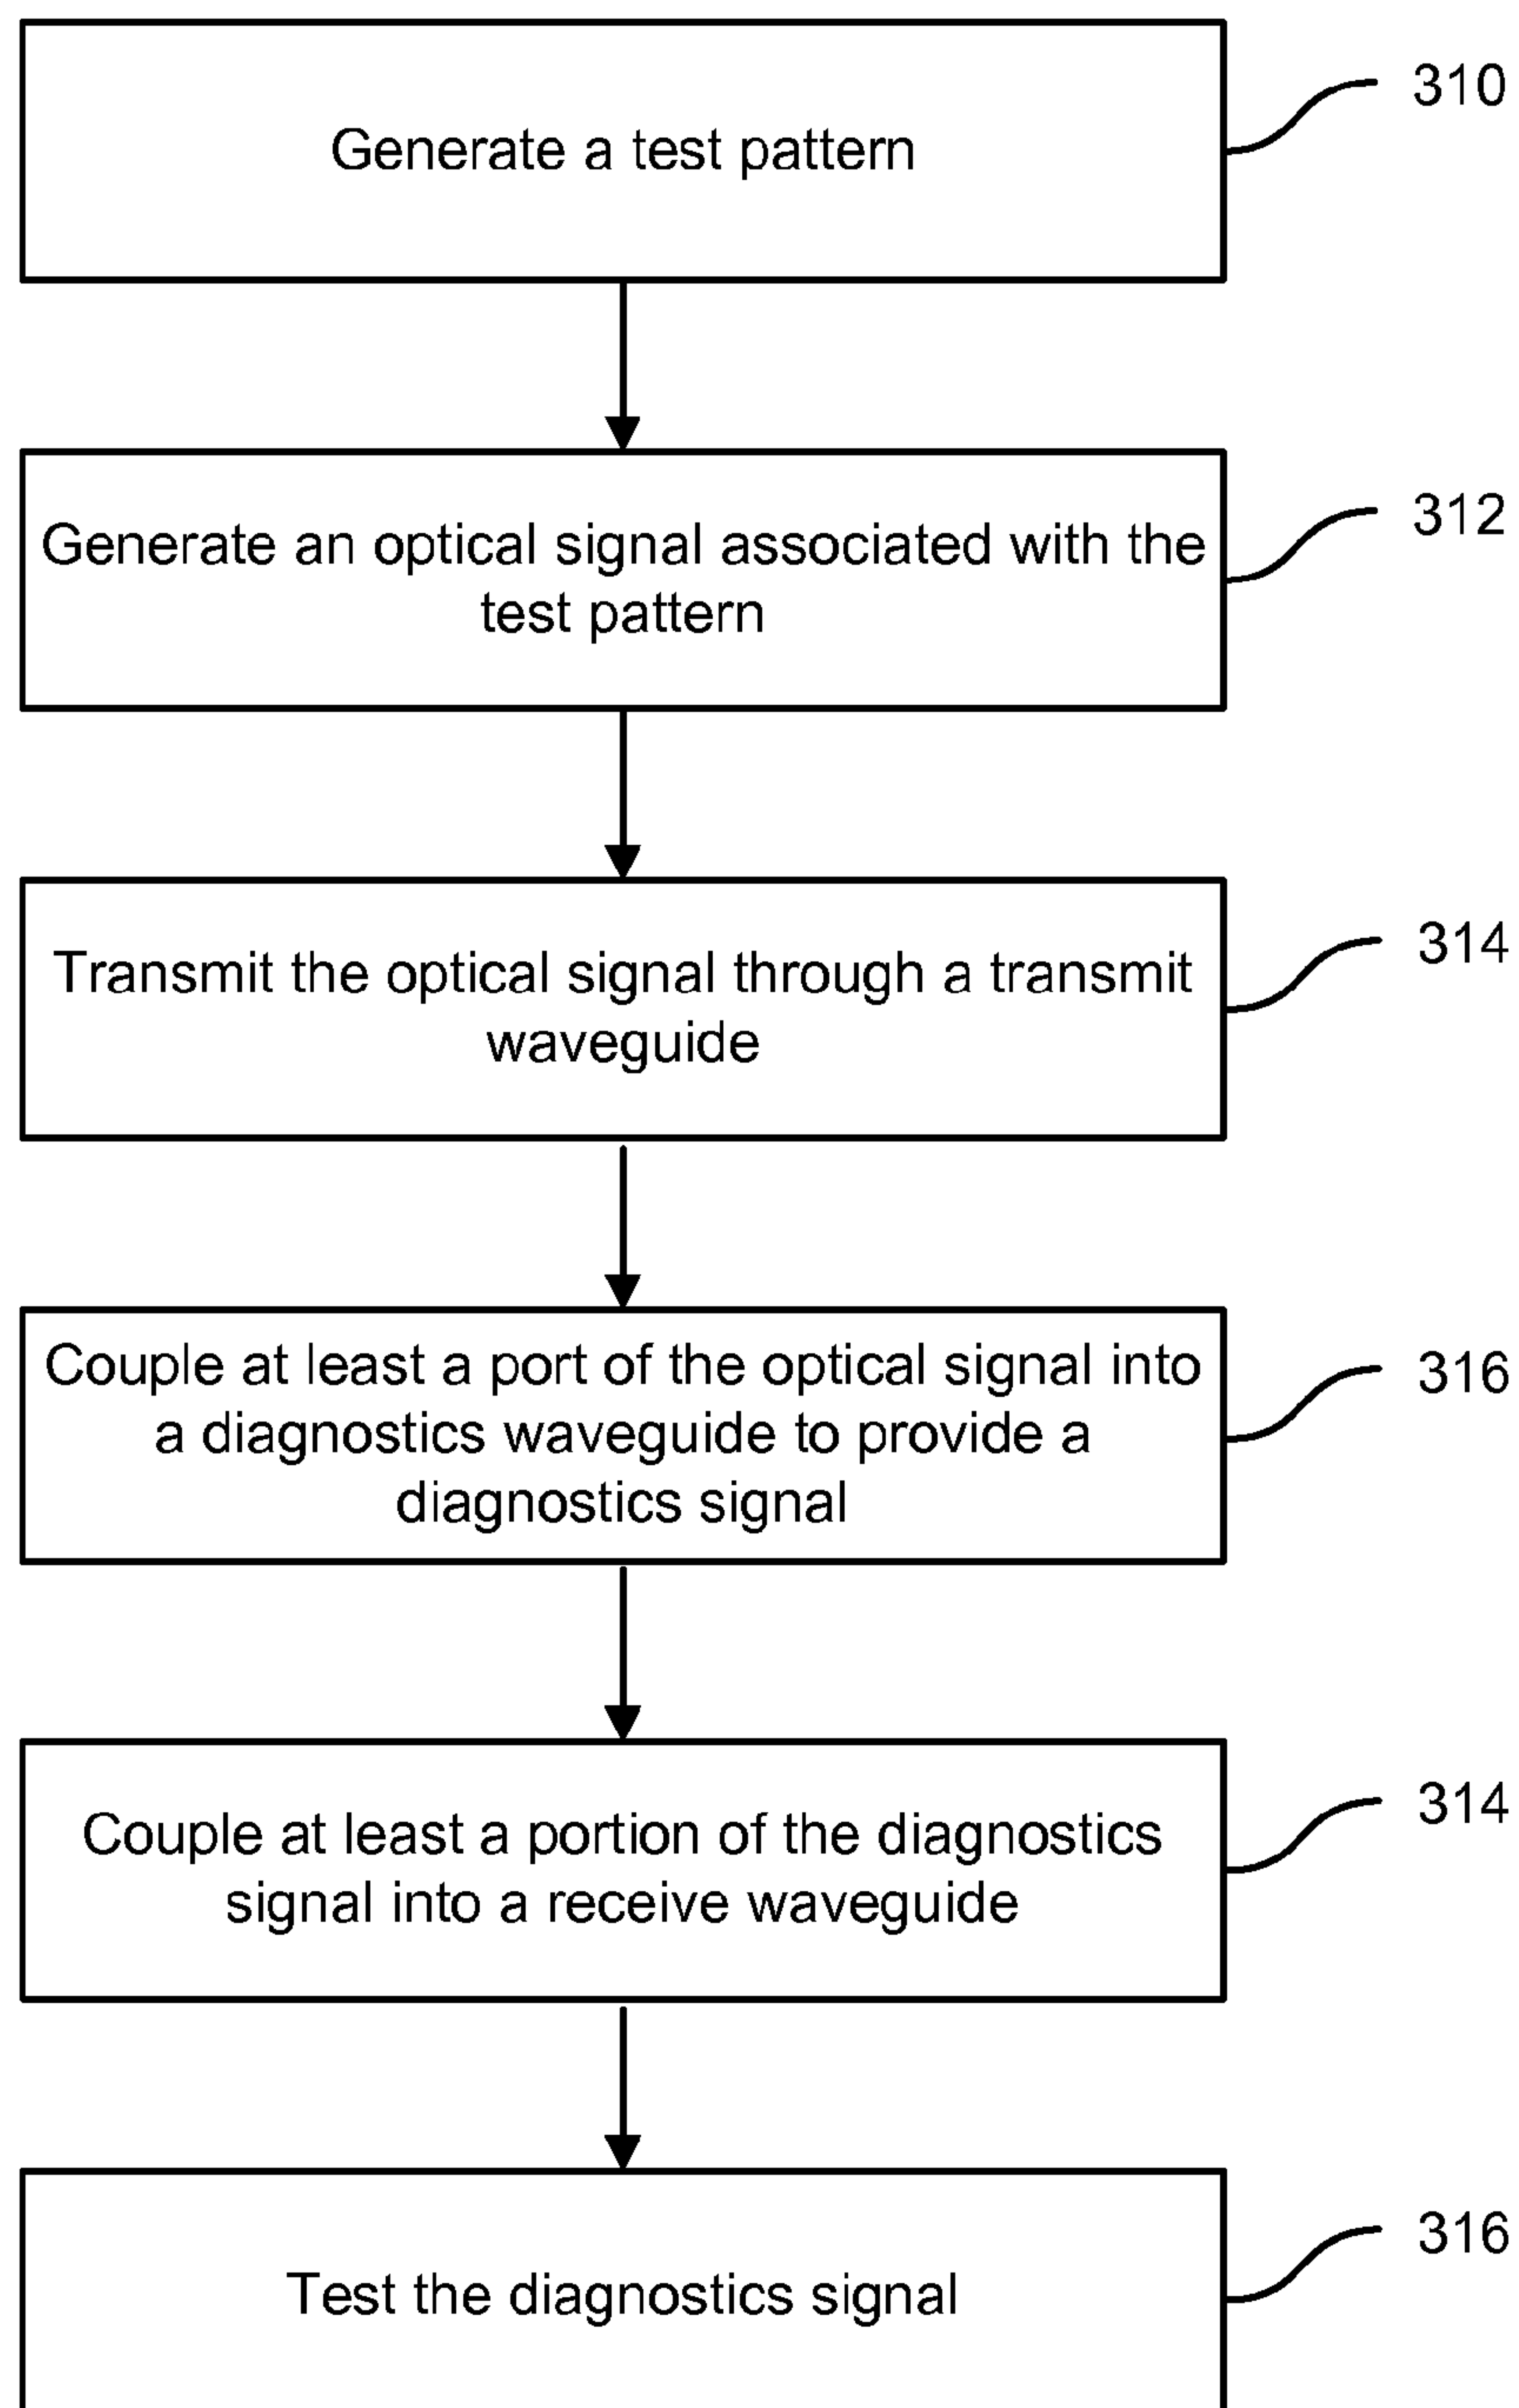 Generate a test pattern
310
Generate an optical signal associated with the
test pattern
312
Transmit the optical signal through a transmit
waveguide
314
Couple at least a port of the optical signal into
a diagnostics waveguide to provide a
diagnostics signal
316
Couple at least a portion of the diagnostics
signal into a receive waveguide
314
Test the diagnostics signal
316